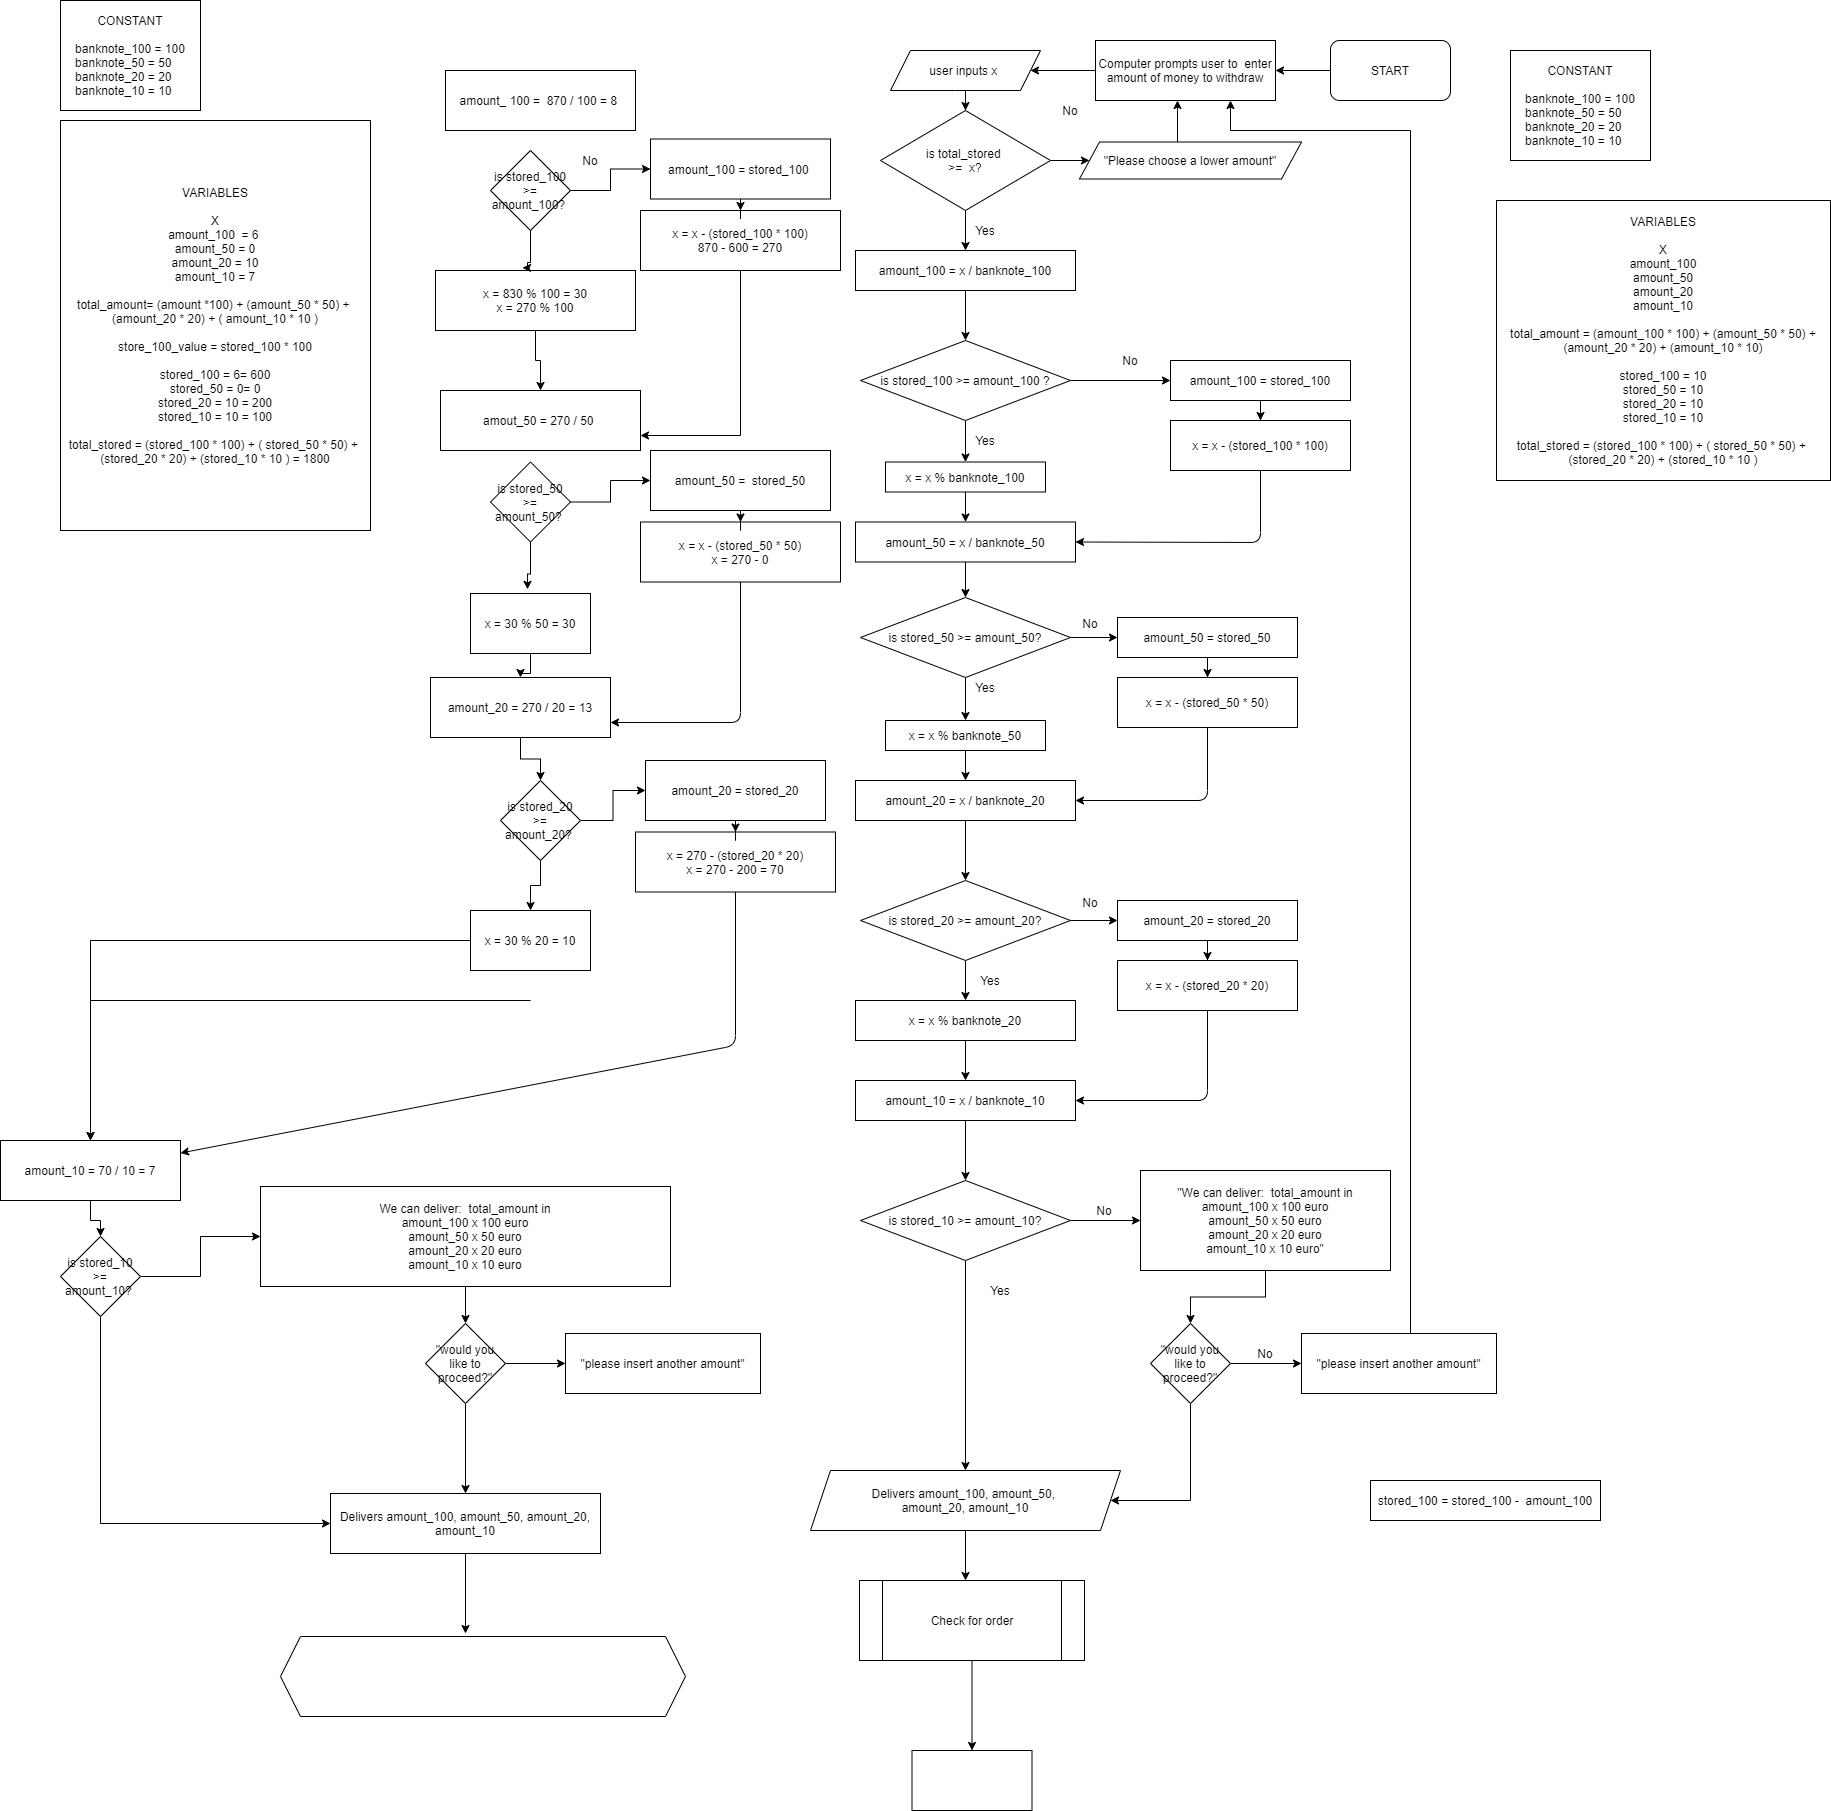 CONSTANT
banknote_100 = 100
banknote_50 = 50
banknote_20 = 20
banknote_10 = 10
VARIABLES
X
amount_100  = 6
amount_50 = 0
amount_20 = 10
amount_10 = 7
total_amount= (amount *100) + (amount_50 * 50) +
(amount_20 * 20) + ( amount_10 * 10 )
store_100_value = stored_100 * 100
stored_100 = 6= 600
stored_50 = 0= 0
stored_20 = 10 = 200
stored_10 = 10 = 100
total_stored = (stored_100 * 100) + ( stored_50 * 50) +
(stored_20 * 20) + (stored_10 * 10 ) = 1800
amount_ 100 =  870 / 100 = 8
is stored_100
>=
amount_100?
No
amount_100 = stored_100
x = x - (stored_100 * 100)
870 - 600 = 270
x = 830 % 100 = 30
x = 270 % 100
amout_50 = 270 / 50
is stored_50
>=
amount_50?
amount_50 =  stored_50
x = x - (stored_50 * 50)
x = 270 - 0
x = 30 % 50 = 30
amount_20 = 270 / 20 = 13
is stored_20
>=
amount_20?
amount_20 = stored_20
x = 270 - (stored_20 * 20)
x = 270 - 200 = 70
x = 30 % 20 = 10
amount_10 = 70 / 10 = 7
is stored_10
>=
amount_10?
We can deliver:  total_amount in
amount_100 x 100 euro
amount_50 x 50 euro
amount_20 x 20 euro
amount_10 x 10 euro
"would you
like to
proceed?"
"please insert another amount"
Delivers amount_100, amount_50, amount_20,
amount_10
START
Computer prompts user to  enter
amount of money to withdraw
user inputs x
No
is total_stored
>=  x?
"Please choose a lower amount"
Yes
amount_100 = x / banknote_100
is stored_100 >= amount_100 ?
No
amount_100 = stored_100
x = x - (stored_100 * 100)
Yes
x = x % banknote_100
amount_50 = x / banknote_50
is stored_50 >= amount_50?
No
amount_50 = stored_50
x = x - (stored_50 * 50)
Yes
x = x % banknote_50
amount_20 = x / banknote_20
is stored_20 >= amount_20?
No
amount_20 = stored_20
x = x - (stored_20 * 20)
Yes
x = x % banknote_20
amount_10 = x / banknote_10
is stored_10 >= amount_10?
No
"We can deliver:  total_amount in
amount_100 x 100 euro
amount_50 x 50 euro
amount_20 x 20 euro
amount_10 x 10 euro"
Yes
"would you
like to
proceed?"
No
"please insert another amount"
Delivers amount_100, amount_50,
amount_20, amount_10
Check for order
stored_100 = stored_100 -  amount_100
CONSTANT
banknote_100 = 100
banknote_50 = 50
banknote_20 = 20
banknote_10 = 10
VARIABLES
X
amount_100
amount_50
amount_20
amount_10
total_amount = (amount_100 * 100) + (amount_50 * 50) +
(amount_20 * 20) + (amount_10 * 10)
stored_100 = 10
stored_50 = 10
stored_20 = 10
stored_10 = 10
total_stored = (stored_100 * 100) + ( stored_50 * 50) +
(stored_20 * 20) + (stored_10 * 10 )